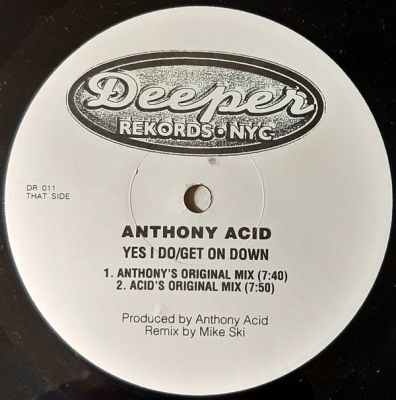 Deeper
REKORDS • NYC
DR 011
THAT SIDE
ANTHONY ACID
YES I DO/GET ON DOWN
1. ANTHONY'S ORIGINAL MIX (7:40)
2. ACID'S ORIGINAL MIX (7:50)
Produced by Anthony Acid
Remix by Mike Ski